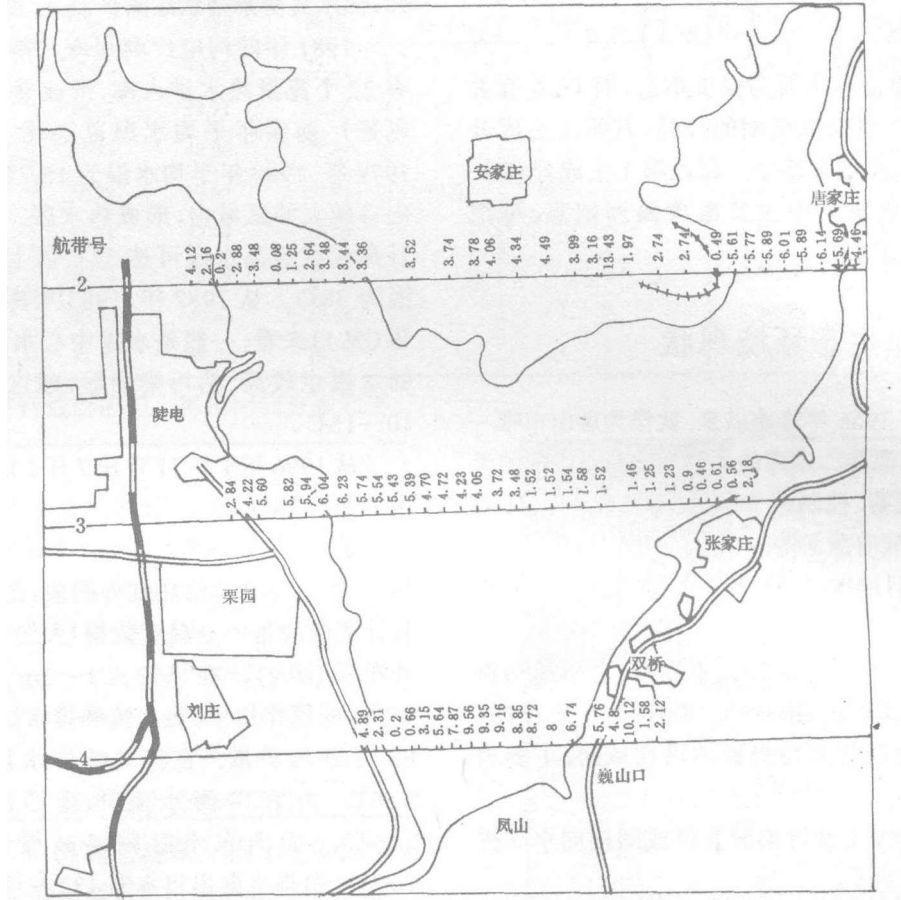 安家庄
唐家庄
航带号
4.12 2.16 0.2 -2.88 -3.48 0.08 1.25 2.64 3.48 3.44 3.36 3.52 3.74 3.78 4.06 4.34 4.49 3.99 3.16 13.43 -3.97 2.74 2.74 0.49 -5.61 -5.77 -5.89 -6.01 -5.89 -6.14 -5.69 -4.46
2
陡电
2.84 4.22 5.60 5.82 5.94 6.04 6.23 5.74 5.54 5.43 5.39 4.70 4.72 4.23 4.05 3.72 3.48 1.52 1.52 1.54 1.58 1.52 1.46 1.25 1.23 0.9 0.46 0.61 0.56 2.18
3
张家庄
栗园
双桥
刘庄
4.89 2.31 0.2 0.66 3.15 5.64 7.87 9.56 9.35 9.16 8.88 8.72 8 6.74 5.76 4.8 10.12 1.58 2.12
4
巍山口
凤山